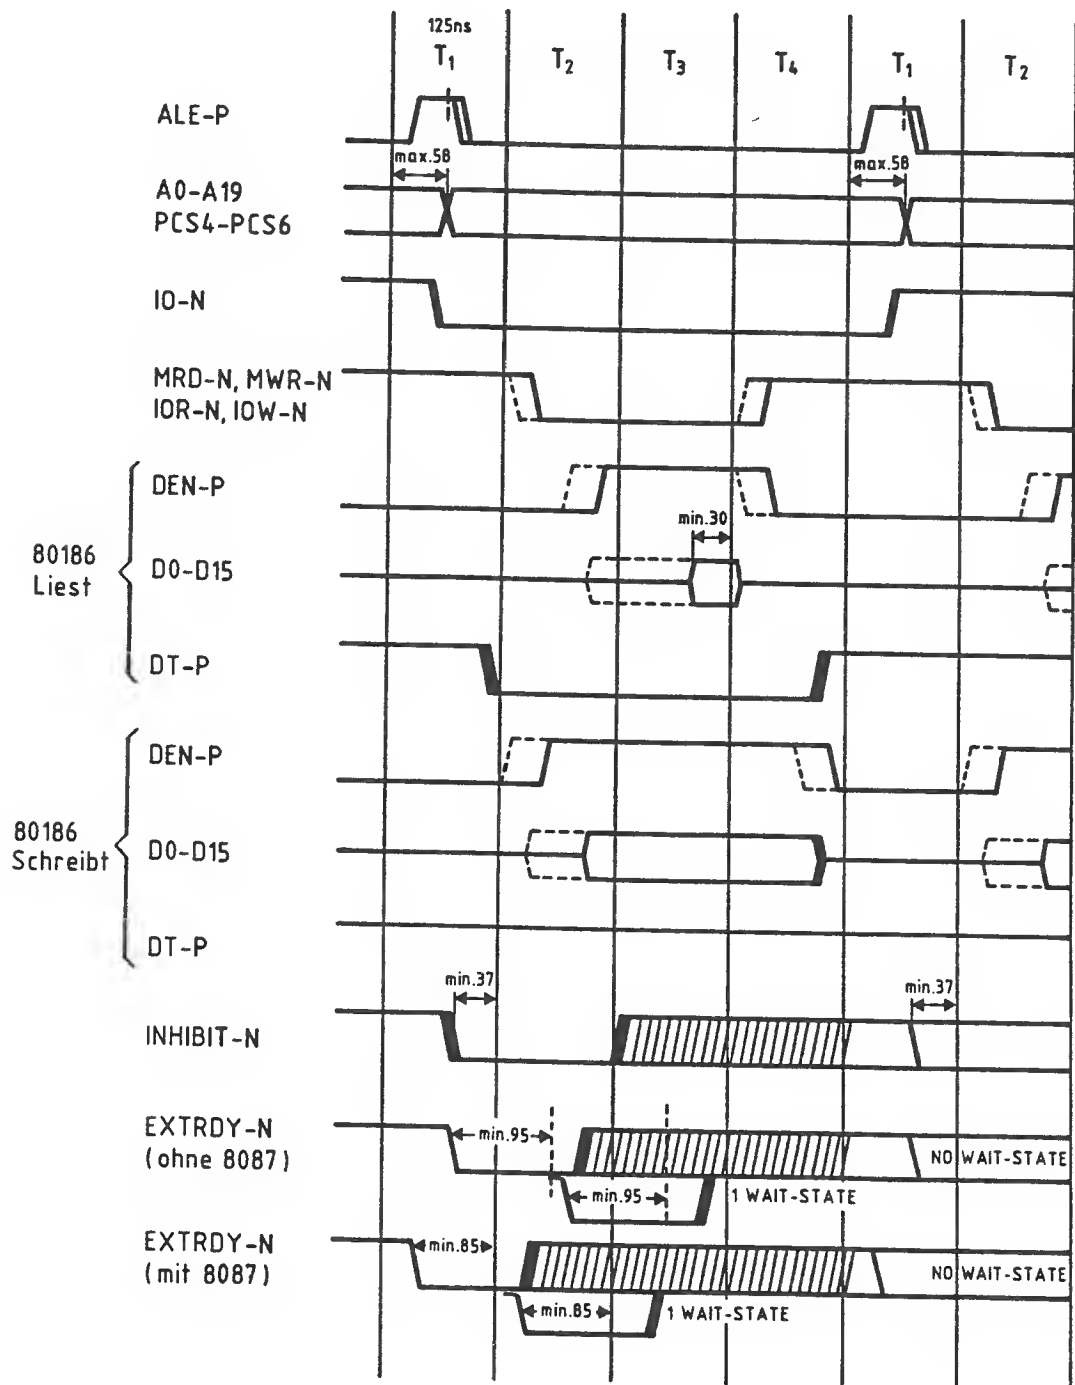 125ns
T1 T2 T3 T4 T1 T2
ALE-P
max.58 max.58
A0-A19
PCS4-PCS6
IO-N
MRD-N, MWR-N
IOR-N, IOW-N
DEN-P
min.30
80186
Liest
D0-D15
DT-P
DEN-P
80186
Schreibt
D0-D15
DT-P
min.37 min.37
INHIBIT-N
EXTRDY-N
(ohne 8087)
min.95
NO WAIT-STATE
min.95
1 WAIT-STATE
EXTRDY-N
(mit 8087)
min.85
NO WAIT-STATE
min.85
1 WAIT-STATE